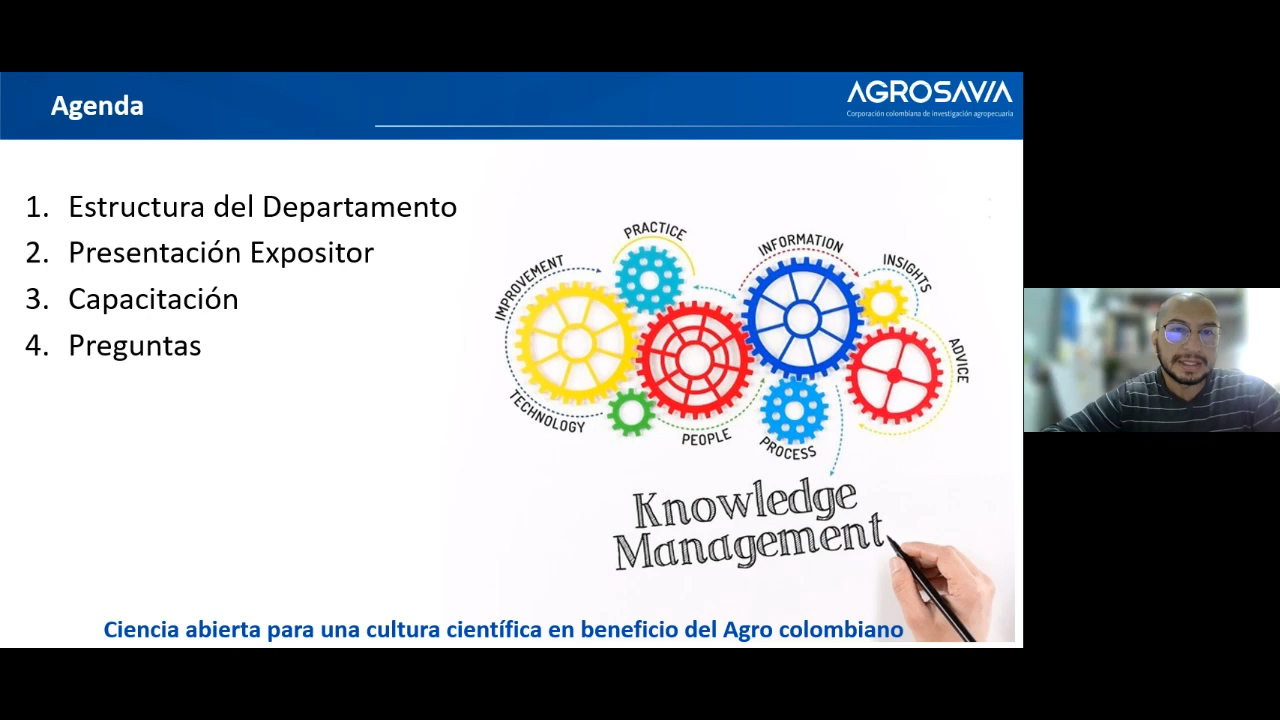 Agenda
AGROSAVIA
Corporación colombiana de investigación agropecuaria
1. Estructura del Departamento
2. Presentación Expositor
3. Capacitación
4. Preguntas
PRACTICE
INFORMATION
INSIGHTS
IMPROVEMENT
ADVICE
TECHNOLOGY
PEOPLE
PROCESS
Knowledge
Management
Ciencia abierta para una cultura científica en beneficio del Agro colombiano